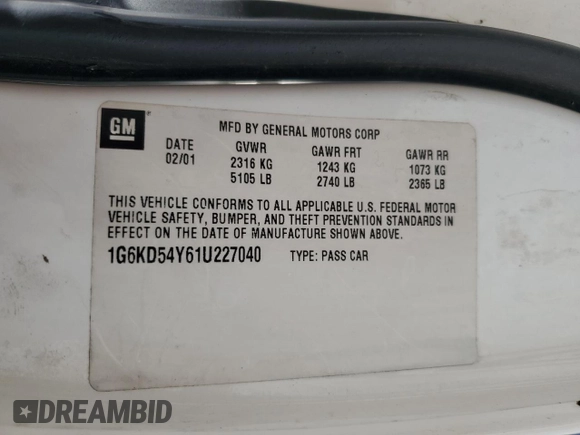 GM
MFD BY GENERAL MOTORS CORP
DATE GVWR GAWR FRT GAWR RR
02/01 2316 KG 1243 KG 1073 KG
5105 LB 2740 LB 2365 LB
THIS VEHICLE CONFORMS TO ALL APPLICABLE U.S. FEDERAL MOTOR
VEHICLE SAFETY, BUMPER, AND THEFT PREVENTION STANDARDS IN
EFFECT ON THE DATE OF MANUFACTURE SHOWN ABOVE.
1G6KD54Y61U227040 TYPE: PASS CAR
DREAMBID